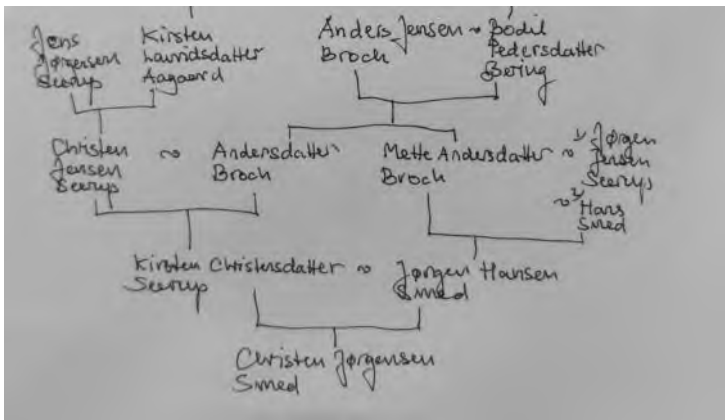 Jens
Jørgensen
Seerup
Kirsten
Lauridsdatter
Aagaard
Anders Jensen ~ Bodil
Broch
Pedersdatter
Bering
Christen
Jensen
Seerup
~
Andersdatter
Broch
Mette Andersdatter ~ 1) Jørgen
Broch
Jensen
Seerup
~ 2)
Hans
Smed
Kirsten Christensdatter ~ Jørgen Hansen
Seerup
Smed
Christen Jørgensen
Smed